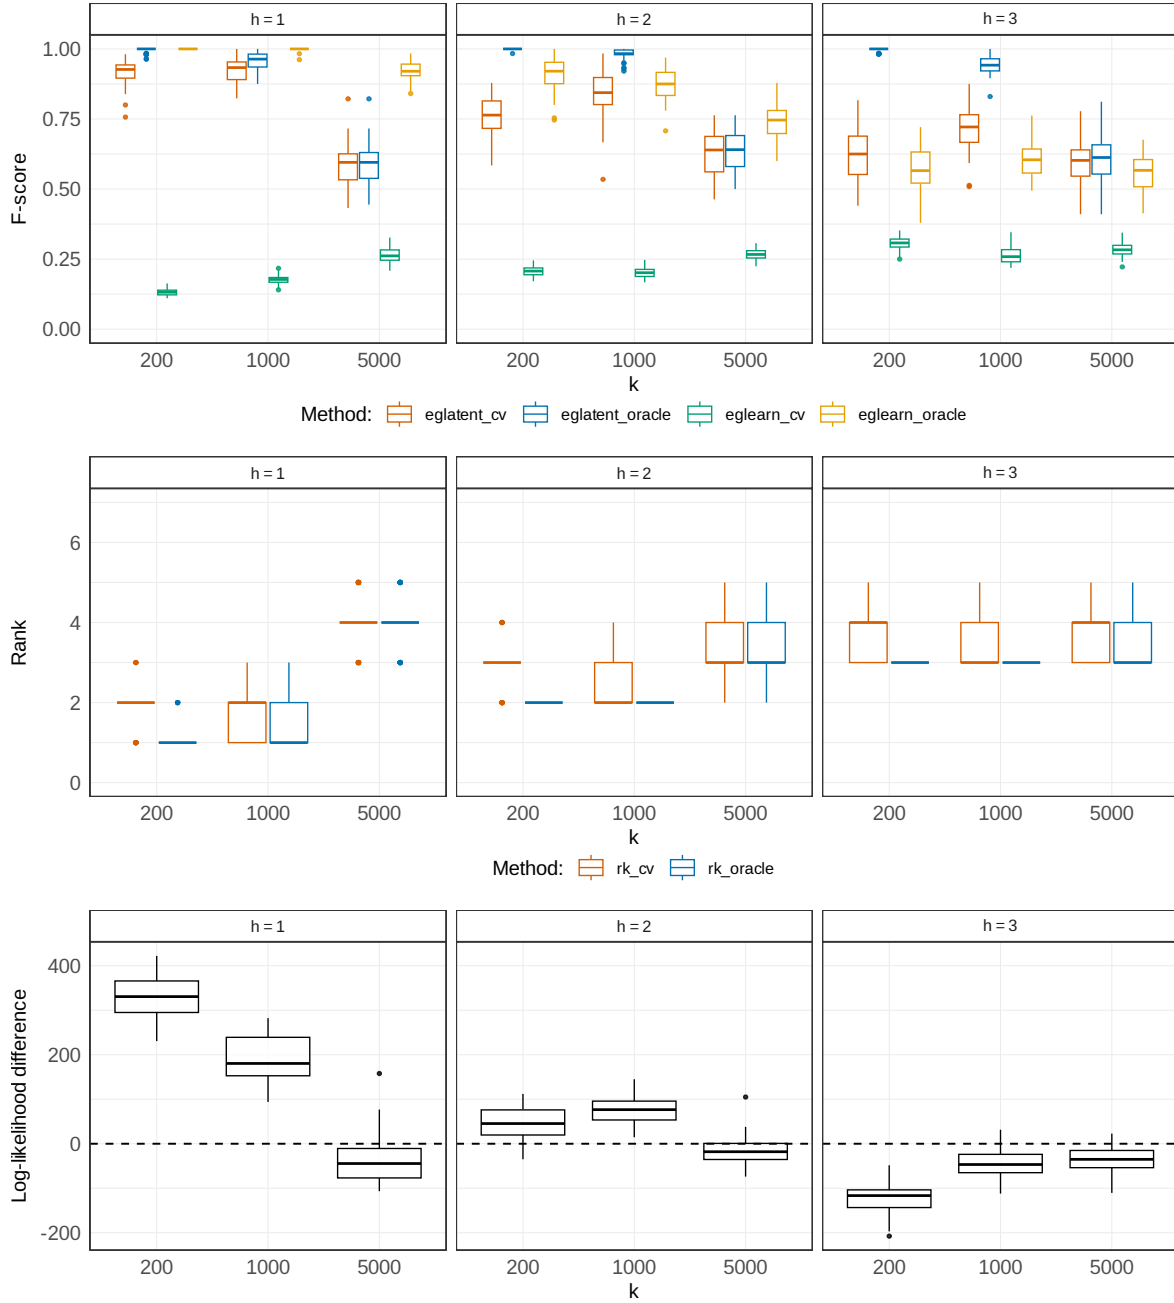 h = 1 h = 2 h = 3
1.00
0.75
0.50
0.25
0.00
F-score
200 1000 5000 200 1000 5000 200 1000 5000
k
Method: eglatent_cv eglatent_oracle eglearn_cv eglearn_oracle
h = 1 h = 2 h = 3
6
4
2
0
Rank
200 1000 5000 200 1000 5000 200 1000 5000
k
Method: rk_cv rk_oracle
h = 1 h = 2 h = 3
400
200
0
-200
Log-likelihood difference
200 1000 5000 200 1000 5000 200 1000 5000
k